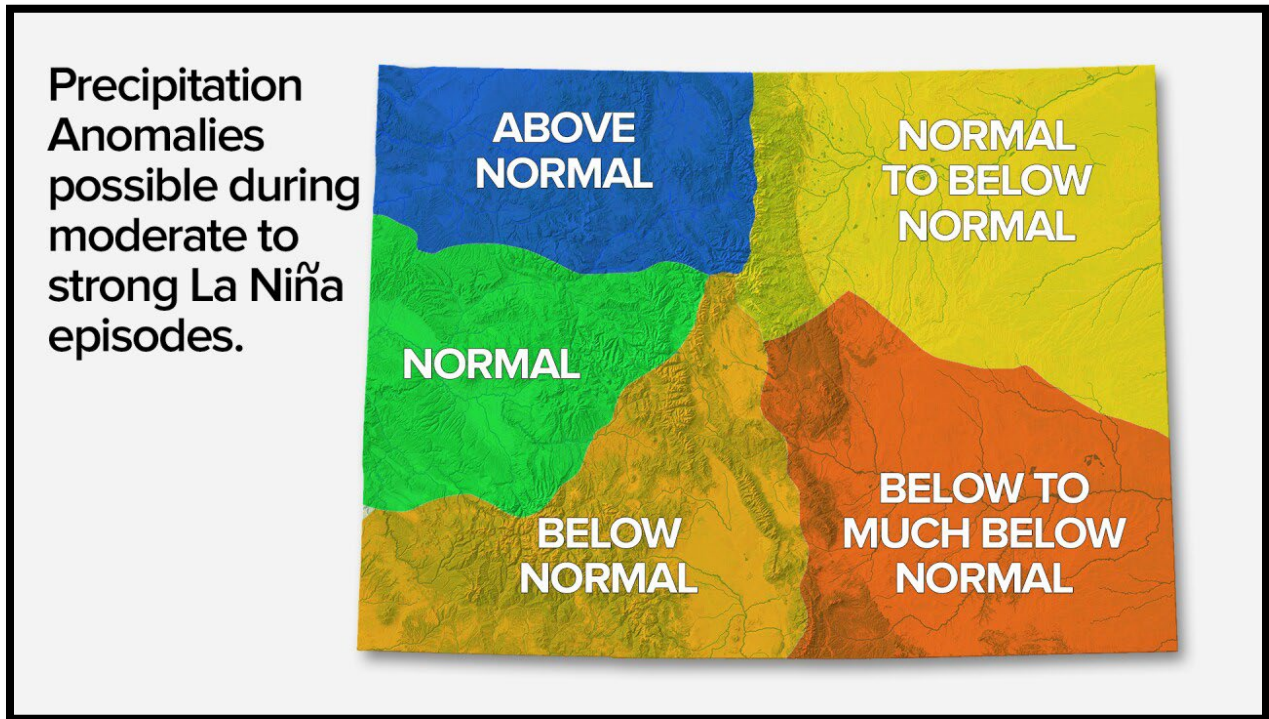 Precipitation
Anomalies
possible during
moderate to
strong La Niña
episodes.
ABOVE
NORMAL
NORMAL
TO BELOW
NORMAL
NORMAL
BELOW
NORMAL
BELOW TO
MUCH BELOW
NORMAL